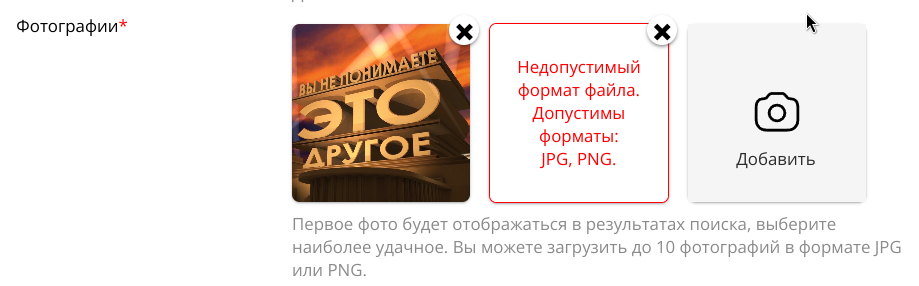 Фотографии*
ВЫ НЕ ПОНИМАЕТЕ
ЭТО
ДРУГОЕ
Недопустимый
формат файла.
Допустимы
форматы:
JPG, PNG.
Добавить
Первое фото будет отображаться в результатах поиска, выберите
наиболее удачное. Вы можете загрузить до 10 фотографий в формате JPG
или PNG.